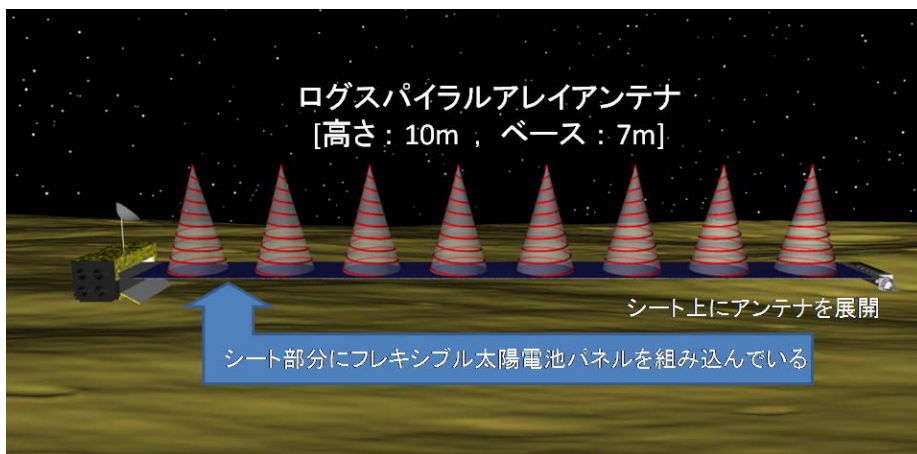 ログスパイラルアレイアンテナ
[高さ：10m ，ベース：7m]
シート上にアンテナを展開
シート部分にフレキシブル太陽電池パネルを組み込んでいる